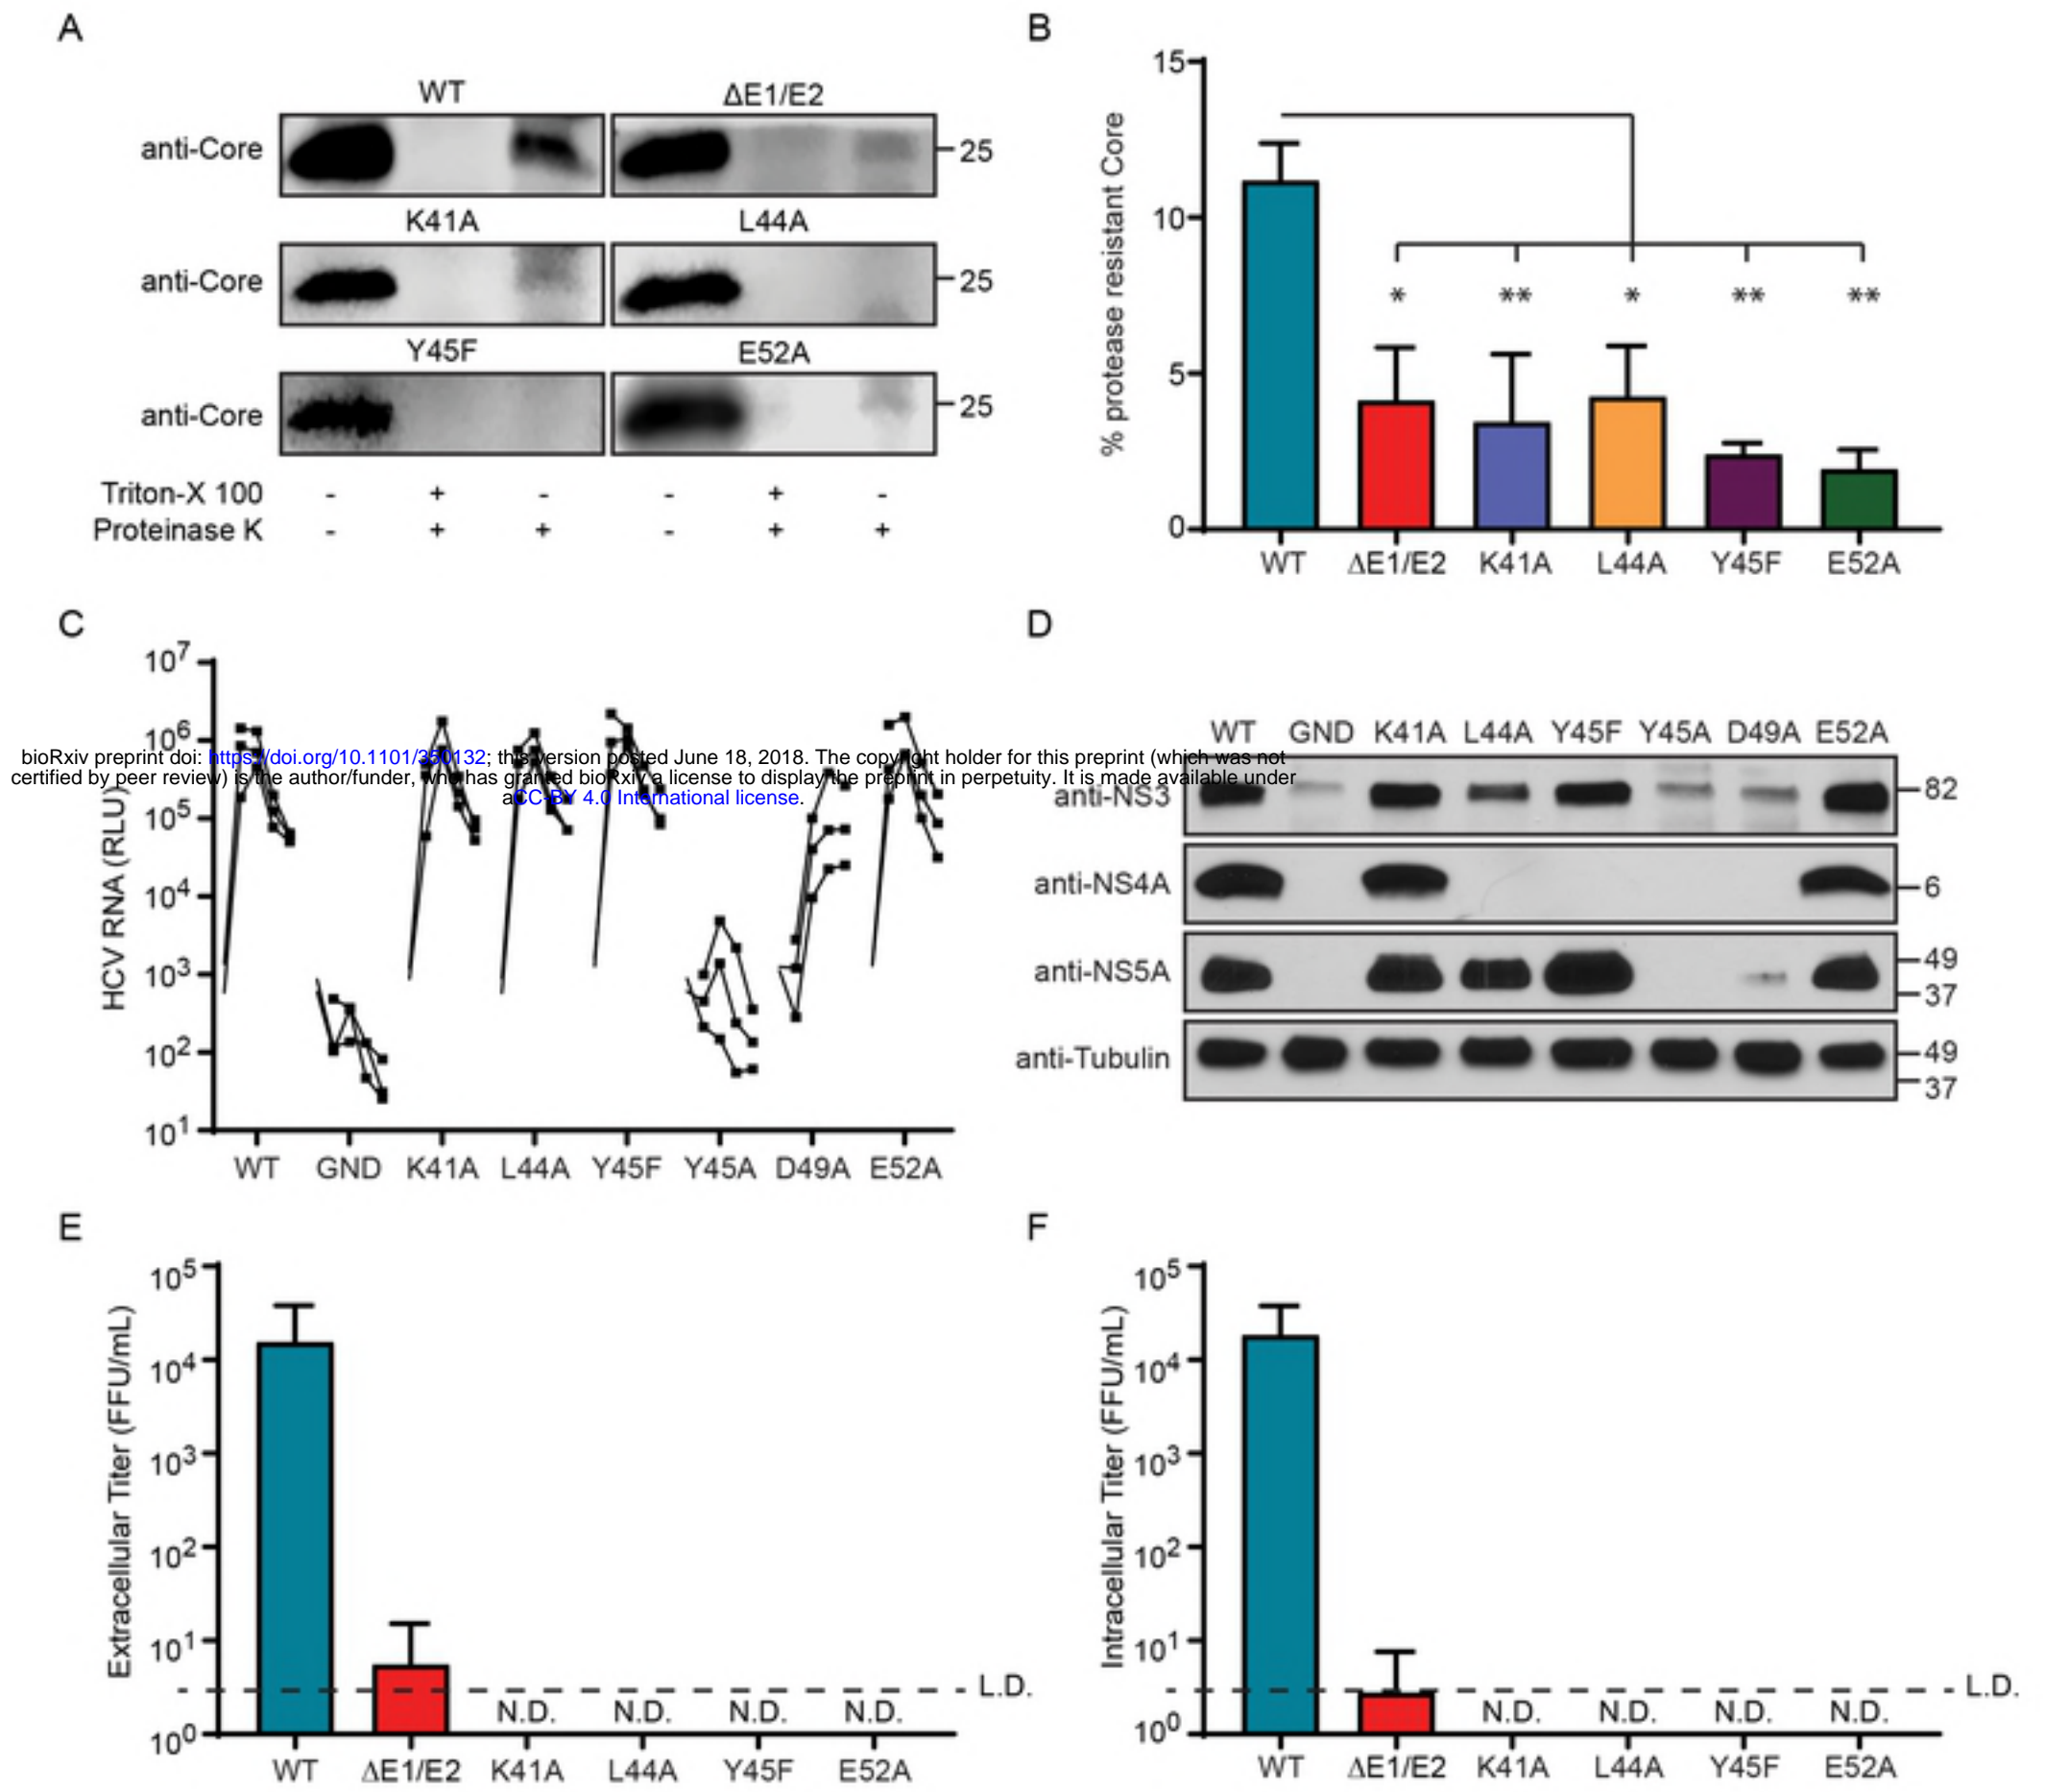 A
WT ΔE1/E2
anti-Core 25
K41A L44A
anti-Core 25
Y45F E52A
anti-Core 25
Triton-X 100 - + - - + -
Proteinase K - + + - + +
B
% protease resistant Core
15
10
5
0
* ** * ** **
WT ΔE1/E2 K41A L44A Y45F E52A
C
HCV RNA (RLU)
10^7
10^6
10^5
10^4
10^3
10^2
10^1
WT GND K41A L44A Y45F Y45A D49A E52A
bioRxiv preprint doi: https://doi.org/10.1101/350132; this version posted June 18, 2018. The copyright holder for this preprint (which was not
certified by peer review) is the author/funder, who has granted bioRxiv a license to display the preprint in perpetuity. It is made available under
aCC-BY 4.0 International license.
D
WT GND K41A L44A Y45F Y45A D49A E52A
anti-NS3 82
anti-NS4A 6
anti-NS5A 49
37
anti-Tubulin 49
37
E
Extracellular Titer (FFU/mL)
10^5
10^4
10^3
10^2
10^1
10^0
L.D.
N.D. N.D. N.D. N.D.
WT ΔE1/E2 K41A L44A Y45F E52A
F
Intracellular Titer (FFU/mL)
10^5
10^4
10^3
10^2
10^1
10^0
L.D.
N.D. N.D. N.D. N.D.
WT ΔE1/E2 K41A L44A Y45F E52A